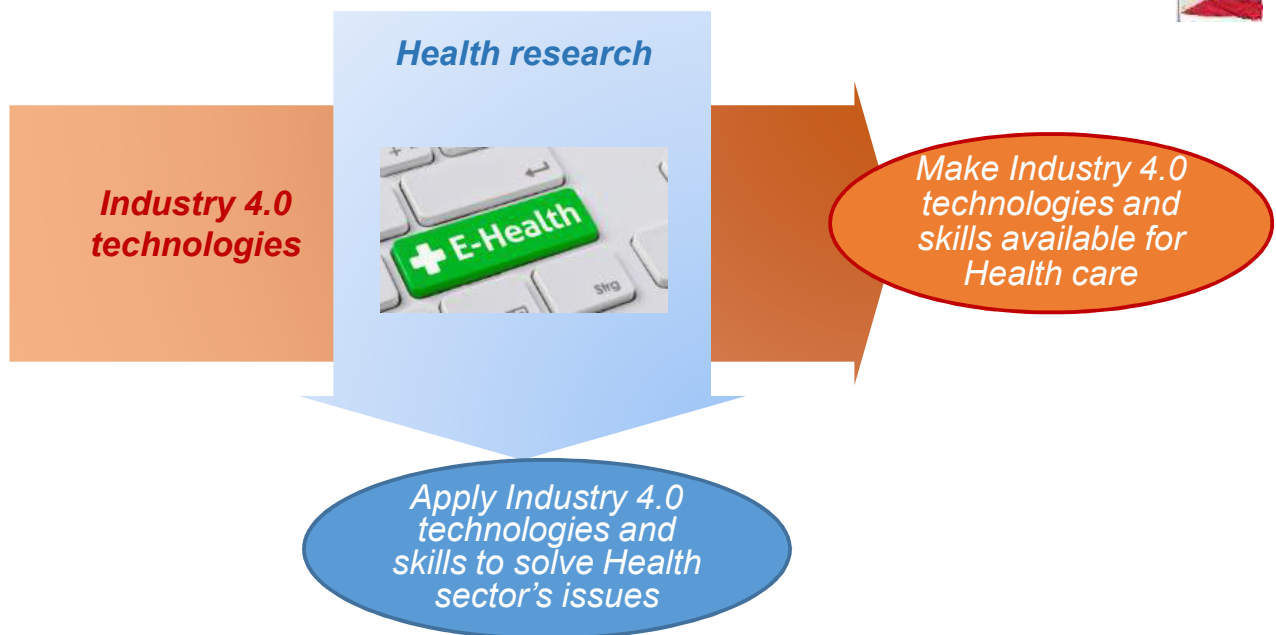 Health research
Industry 4.0
technologies
E-Health
Strg
Make Industry 4.0
technologies and
skills available for
Health care
Apply Industry 4.0
technologies and
skills to solve Health
sector’s issues